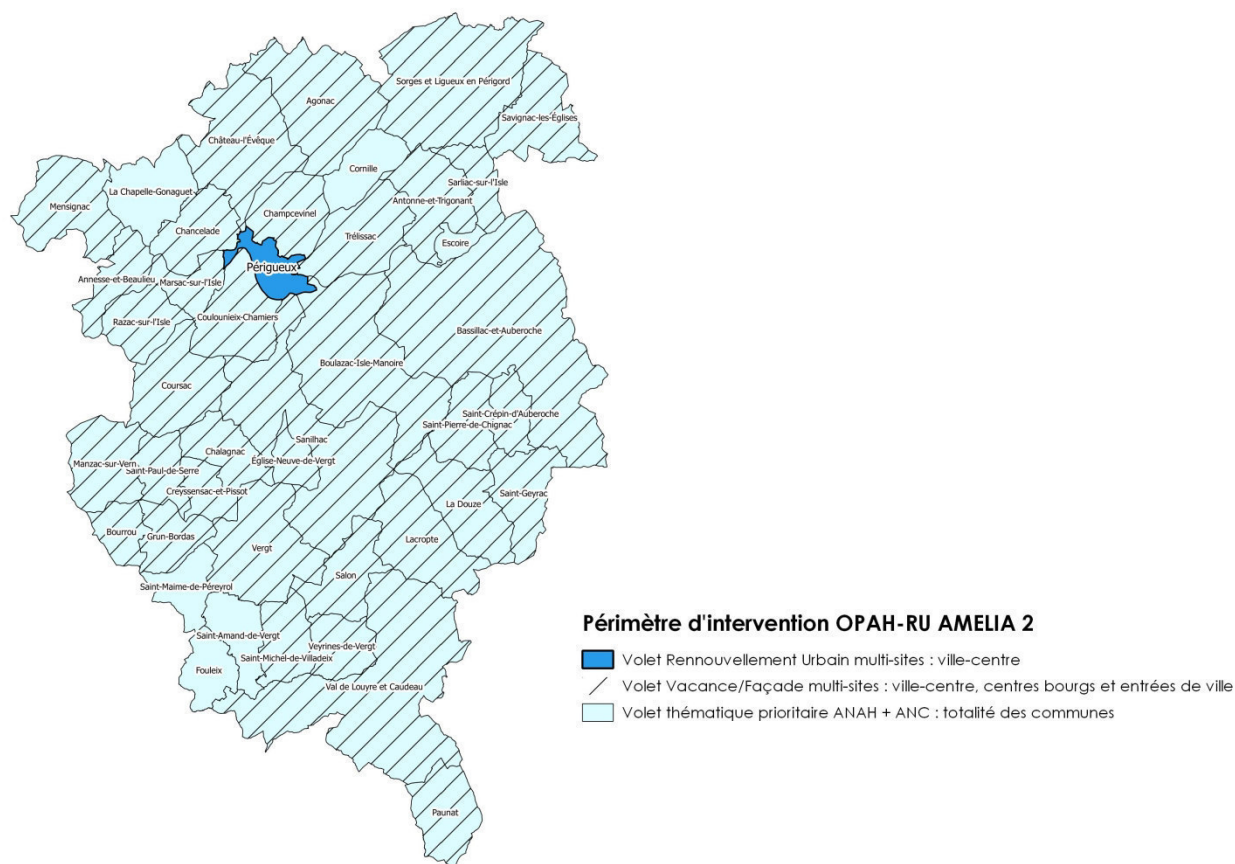 Sorges et Ligueux en Périgord
Agonac
Savignac-les-Églises
Château-l'Évêque
Cornille
Sarliac-sur-l'Isle
La Chapelle-Gonaguet
Antonne-et-Trigonant
Mensignac
Champcevinel
Chancelade
Trélissac
Escoire
Périgueux
Annesse-et-Beaulieu
Marsac-sur-l'Isle
Razac-sur-l'Isle
Coulounieix-Chamiers
Bassillac-et-Auberoche
Boulazac-Isle-Manoire
Coursac
Saint-Crépin-d'Auberoche
Saint-Pierre-de-Chignac
Sanilhac
Chalagnac
Église-Neuve-de-Vergt
Manzac-sur-Vern
Saint-Paul-de-Serre
Creyssensac-et-Pissot
Saint-Geyrac
La Douze
Bourrou
Grun-Bordas
Lacropte
Vergt
Salon
Saint-Maime-de-Péreyrol
Saint-Amand-de-Vergt
Veyrines-de-Vergt
Saint-Michel-de-Villadeix
Fouleix
Val de Louyre et Caudeau
Paunat
Périmètre d'intervention OPAH-RU AMELIA 2
Volet Rennouvellement Urbain multi-sites : ville-centre
Volet Vacance/Façade multi-sites : ville-centre, centres bourgs et entrées de ville
Volet thématique prioritaire ANAH + ANC : totalité des communes